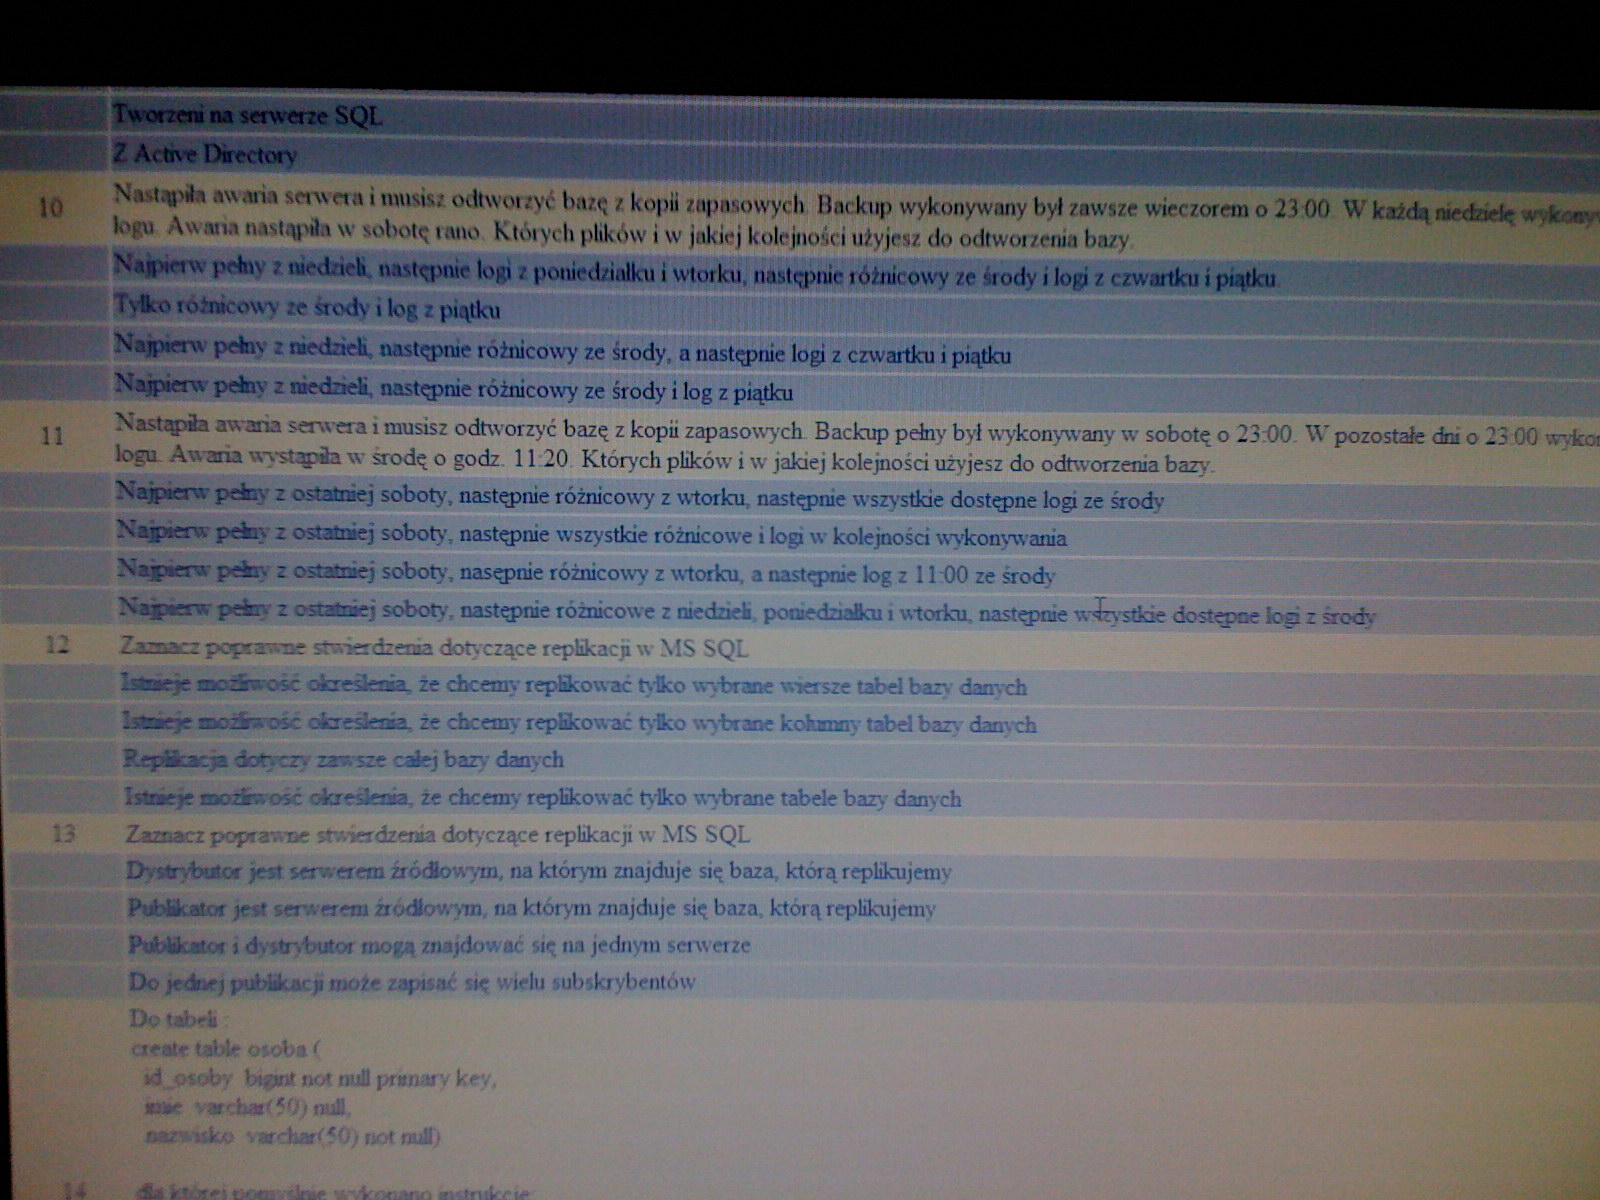 Tworzeni na serwerze SQL
Z Active Directory
10 Nastąpiła awaria serwera i musisz odtworzyć bazę z kopii zapasowych. Backup wykonywany był zawsze wieczorem o 23:00. W każdą niedzielę
logu. Awaria nastąpiła w sobotę rano. Których plików i w jakiej kolejności użyjesz do odtworzenia bazy.
Najpierw pełny z niedzieli, następnie logi z poniedziałku i wtorku, następnie różnicowy ze środy i logi z czwartku i piątku.
Tylko różnicowy ze środy i log z piątku
Najpierw pełny z niedzieli, następnie różnicowy ze środy, a następnie logi z czwartku i piątku
Najpierw pełny z niedzieli, następnie różnicowy ze środy i log z piątku
11 Nastąpiła awaria serwera i musisz odtworzyć bazę z kopii zapasowych. Backup pełny był wykonywany w sobotę o 23:00. W pozostałe dni o 23:00
logu. Awaria wystąpiła w środę o godz. 11:20. Których plików i w jakiej kolejności użyjesz do odtworzenia bazy.
Najpierw pełny z ostatniej soboty, następnie różnicowy z wtorku, następnie wszystkie dostępne logi ze środy
Najpierw pełny z ostatniej soboty, następnie wszystkie różnicowe i logi w kolejności wykonywania
Najpierw pełny z ostatniej soboty, nasępnie różnicowy z wtorku, a następnie log z 11:00 ze środy
Najpierw pełny z ostatniej soboty, następnie różnicowe z niedzieli, poniedziałku i wtorku, następnie wszystkie dostępne logi z środy
12 Zaznacz poprawne stwierdzenia dotyczące replikacji w MS SQL
Istnieje możliwość określenia, że chcemy replikować tylko wybrane wiersze tabel bazy danych
Istnieje możliwość określenia, że chcemy replikować tylko wybrane kolumny tabel bazy danych
Replikacja dotyczy zawsze całej bazy danych
Istnieje możliwość określenia, że chcemy replikować tylko wybrane tabele bazy danych
13 Zaznacz poprawne stwierdzenia dotyczące replikacji w MS SQL
Dystrybutor jest serwerem źródłowym, na którym znajduje się baza, którą replikujemy
Publikator jest serwerem źródłowym, na którym znajduje się baza, którą replikujemy
Publikator i dystrybutor mogą znajdować się na jednym serwerze
Do jednej publikacji może zapisać się wielu subskrybentów
Do tabeli :
create table osoba (
id_osoby bigint not null primary key,
imie varchar(50) null,
nazwisko varchar(50) not null)
14 dla której pomyślnie wykonano instrukcje